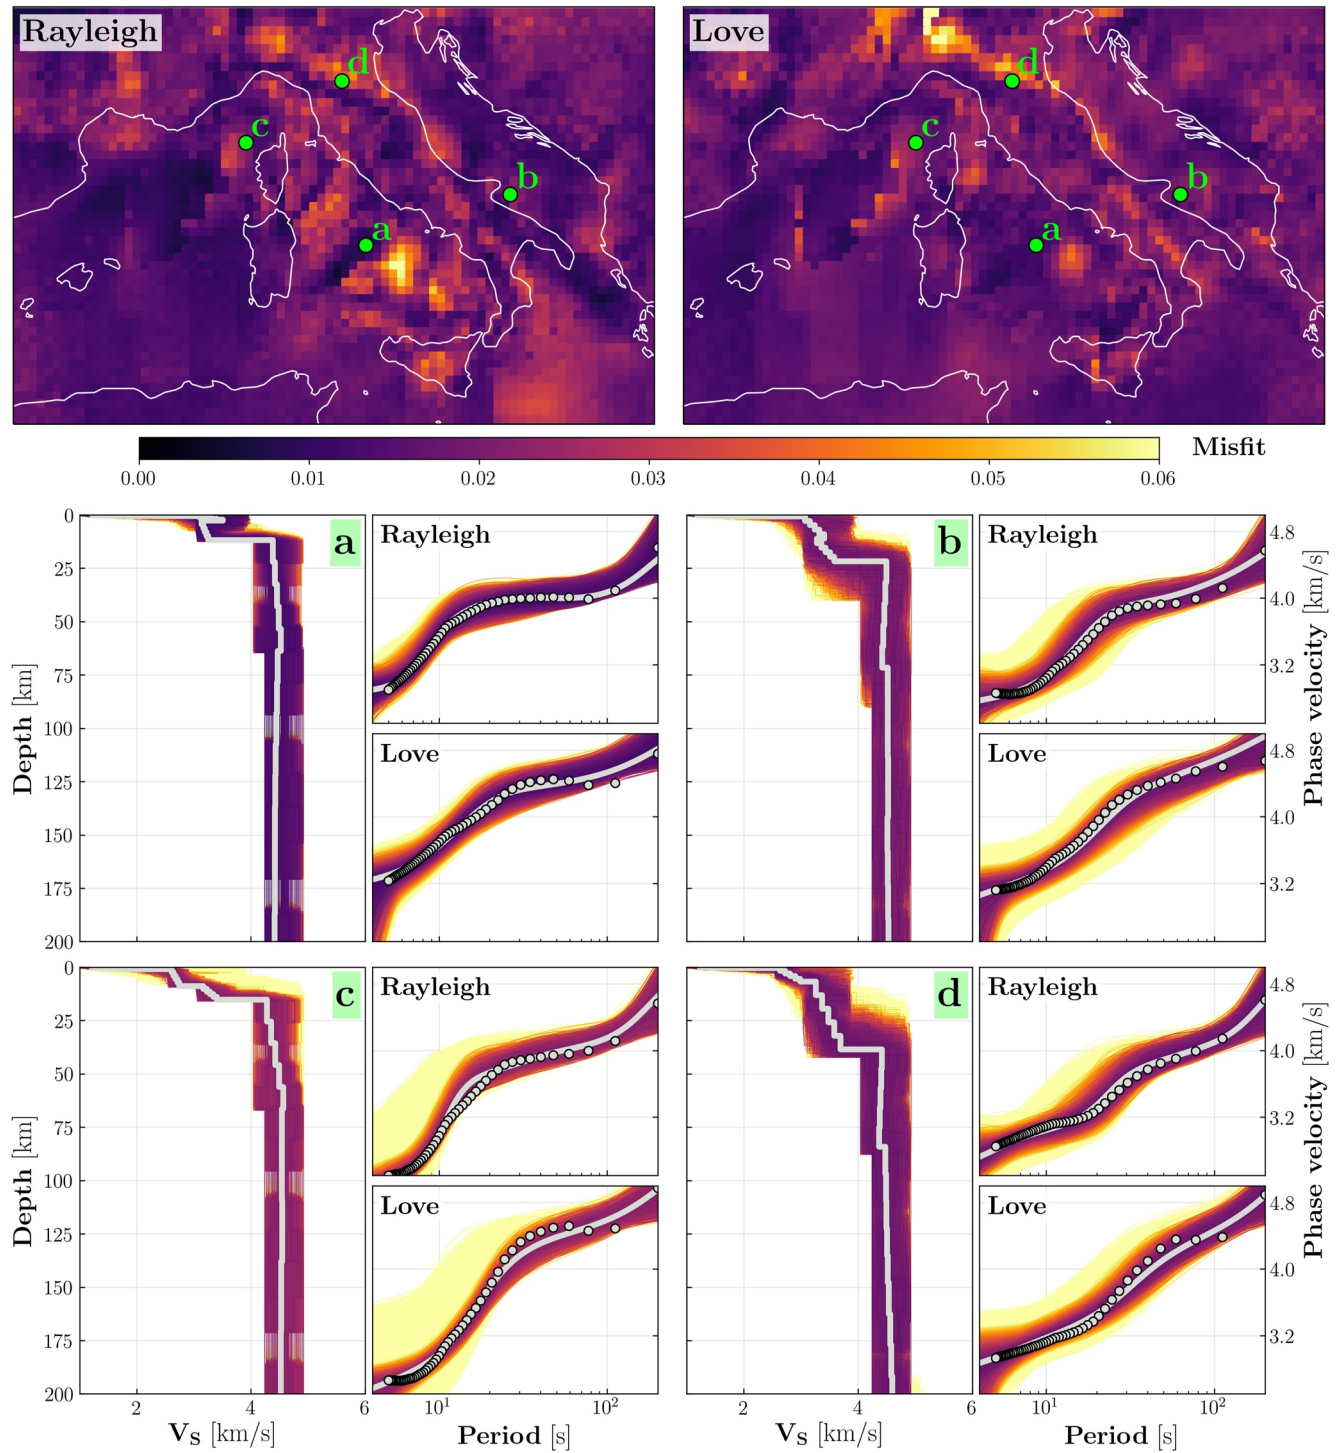 Rayleigh
d
c
b
a
Love
d
c
b
a
0.00 0.01 0.02 0.03 0.04 0.05 0.06
Misfit
0
25
50
75
100
125
150
175
200
Depth [km]
a
Rayleigh
Love
b
Rayleigh
Love
4.8
4.0
3.2
4.8
4.0
3.2
Phase velocity [km/s]
0
25
50
75
100
125
150
175
200
Depth [km]
c
Rayleigh
Love
d
Rayleigh
Love
4.8
4.0
3.2
4.8
4.0
3.2
Phase velocity [km/s]
2 4 6
V_S [km/s]
10¹ 10²
Period [s]
2 4 6
V_S [km/s]
10¹ 10²
Period [s]